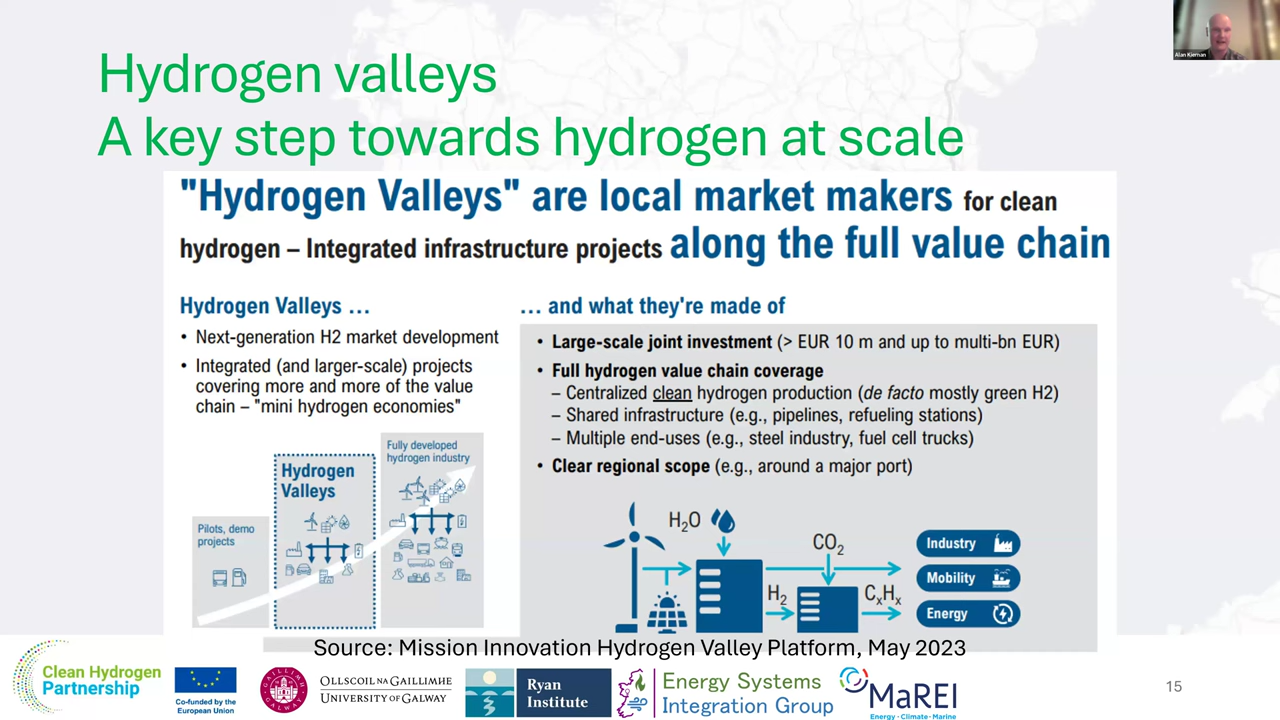 Alan Kiernan
Hydrogen valleys
A key step towards hydrogen at scale
"Hydrogen Valleys" are local market makers for clean
hydrogen – Integrated infrastructure projects along the full value chain
Hydrogen Valleys ...
• Next-generation H2 market development
• Integrated (and larger-scale) projects
covering more and more of the value
chain – "mini hydrogen economies"
Pilots, demo
projects
Hydrogen
Valleys
Fully developed
hydrogen industry
... and what they're made of
• Large-scale joint investment (> EUR 10 m and up to multi-bn EUR)
• Full hydrogen value chain coverage
– Centralized clean hydrogen production (de facto mostly green H2)
– Shared infrastructure (e.g., pipelines, refueling stations)
– Multiple end-uses (e.g., steel industry, fuel cell trucks)
• Clear regional scope (e.g., around a major port)
H₂O
CO₂
H₂
CₓHₓ
Industry
Mobility
Energy
Source: Mission Innovation Hydrogen Valley Platform, May 2023
Clean Hydrogen
Partnership
Co-funded by the
European Union
OLLSCOIL NA GAILLIMHE
UNIVERSITY OF GALWAY
Ryan
Institute
Energy Systems
Integration Group
MaREI
Energy • Climate • Marine
15